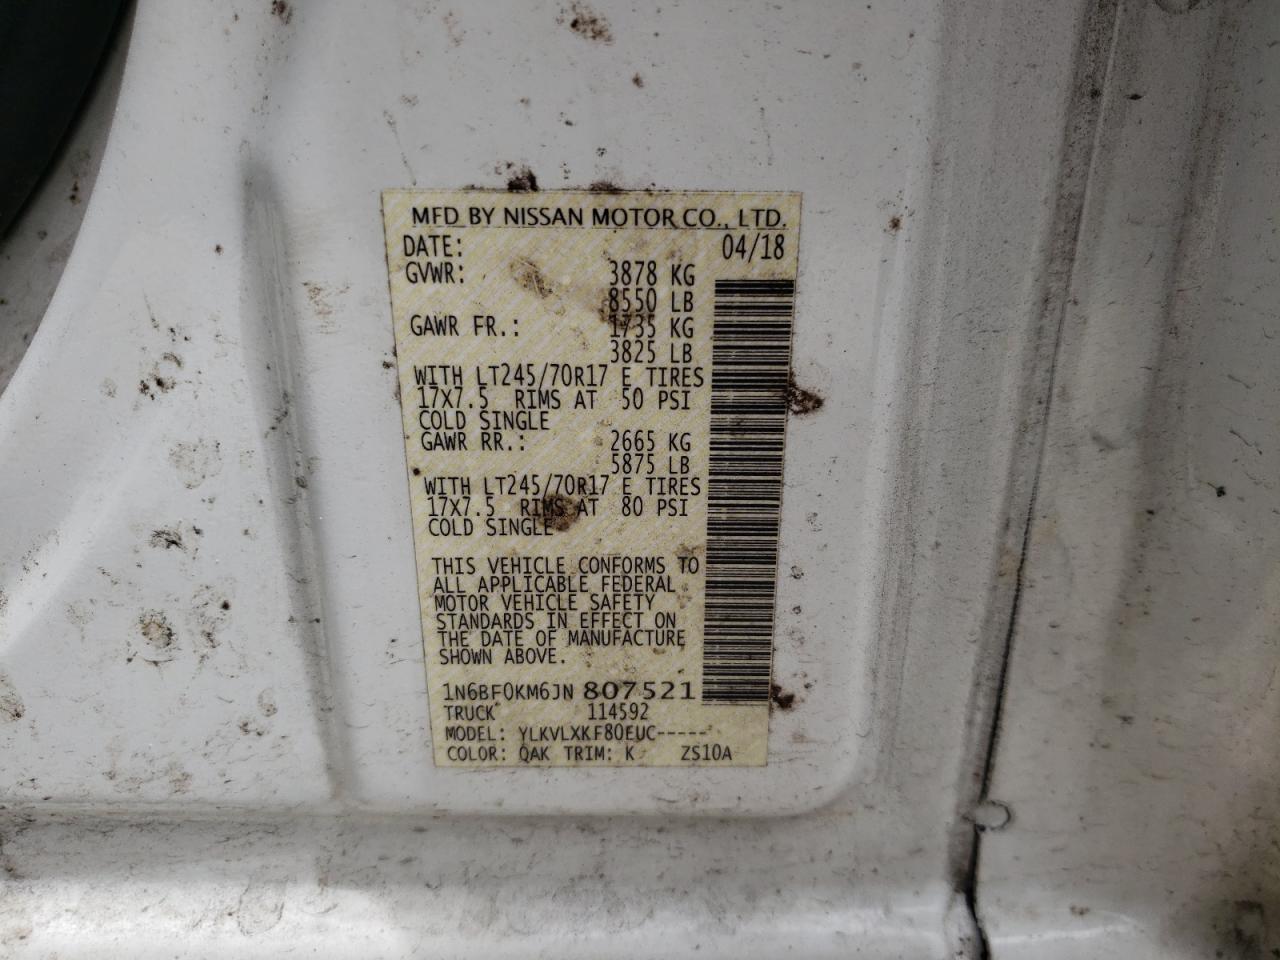 MFD BY NISSAN MOTOR CO., LTD.
DATE: 04/18
GVWR: 3878 KG
8550 LB
GAWR FR.: 1735 KG
3825 LB
WITH LT245/70R17 E TIRES
17X7.5 RIMS AT 50 PSI
COLD SINGLE
GAWR RR.: 2665 KG
5875 LB
WITH LT245/70R17 E TIRES
17X7.5 RIMS AT 80 PSI
COLD SINGLE
THIS VEHICLE CONFORMS TO
ALL APPLICABLE FEDERAL
MOTOR VEHICLE SAFETY
STANDARDS IN EFFECT ON
THE DATE OF MANUFACTURE
SHOWN ABOVE.
1N6BF0KM6JN 807521
TRUCK 114592
MODEL: YLKVLXKF80EUC-----
COLOR: QAK TRIM: K ZS10A